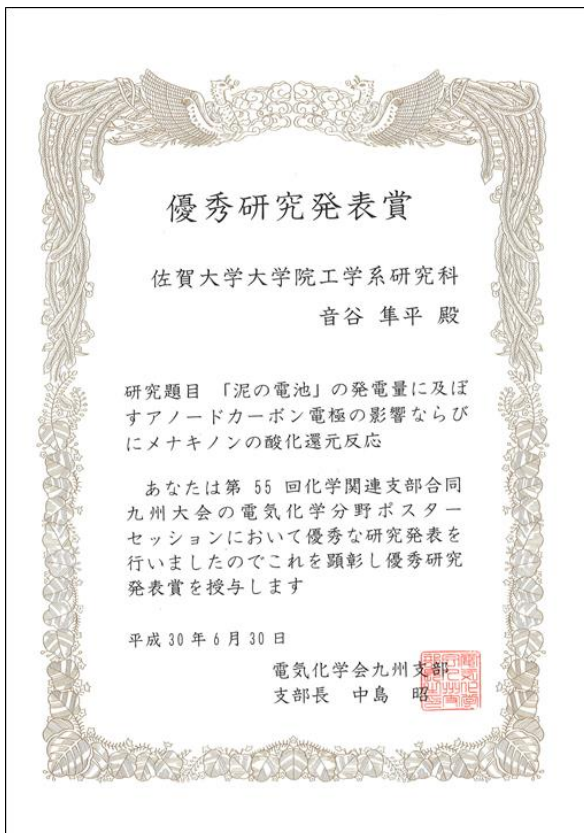 優秀研究発表賞
佐賀大学大学院工学系研究科
音谷 隼平 殿
研究題目 「泥の電池」の発電量に及ぼ
すアノードカーボン電極の影響ならび
にメナキノンの酸化還元反応
あなたは第 55 回化学関連支部合同
九州大会の電気化学分野ポスター
セッションにおいて優秀な研究発表を
行いましたのでこれを顕彰し優秀研究
発表賞を授与します
平成30年6月30日
電気化学会九州支部
支部長 中島 昭